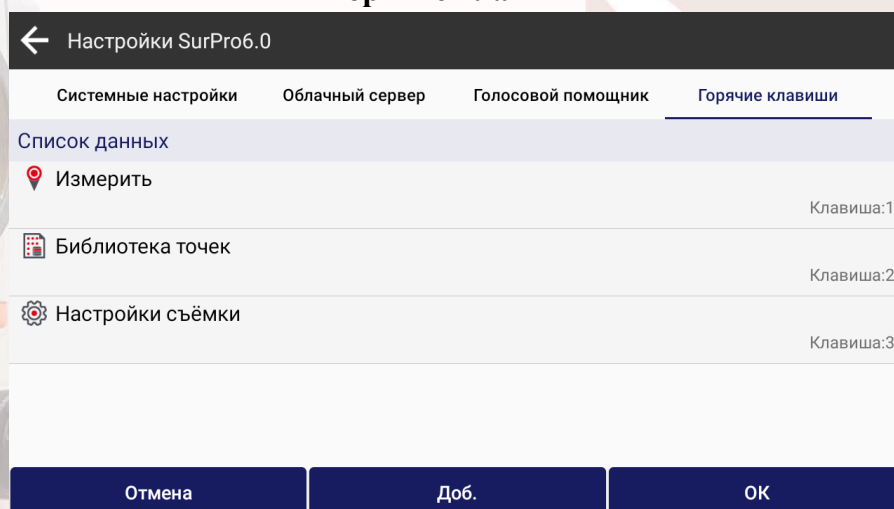 Настройки SurPro6.0
Системные настройки Облачный сервер Голосовой помощник Горячие клавиши
Список данных
Измерить
Клавиша:1
Библиотека точек
Клавиша:2
Настройки съёмки
Клавиша:3
Отмена Доб. ОК